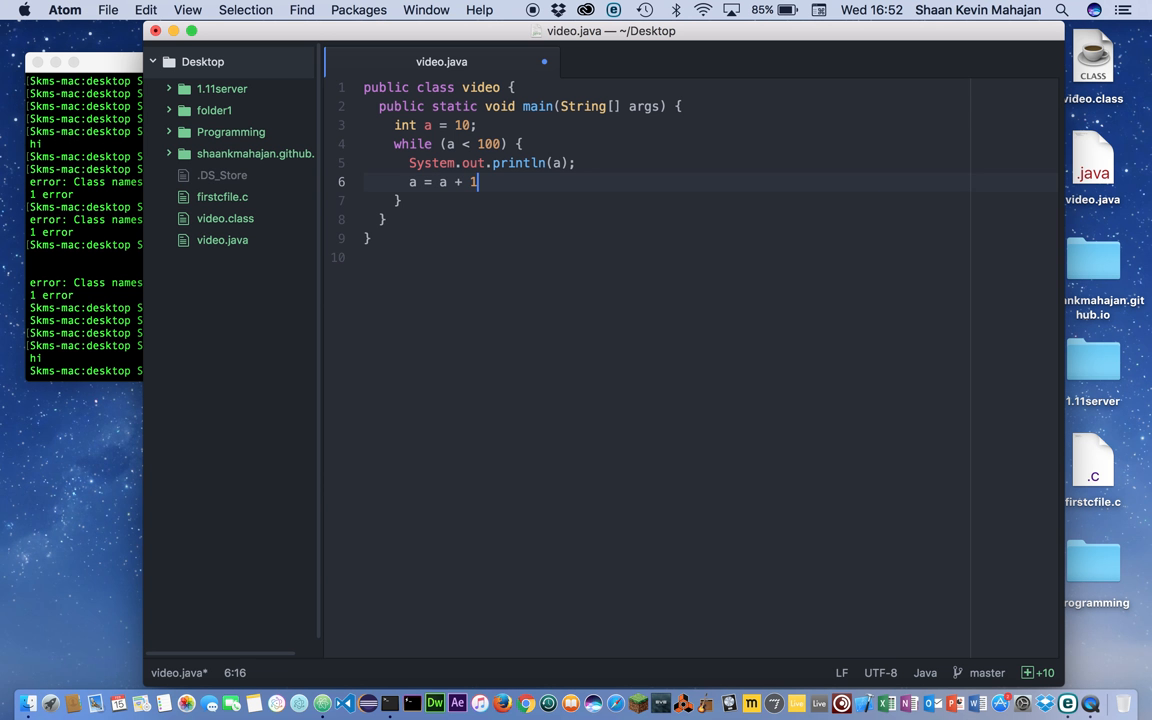 Atom File Edit View Selection Find Packages Window Help 85% Wed 16:52 Shaan Kevin Mahajan
video.java — ~/Desktop
Desktop
1.11server
folder1
Programming
shaankmahajan.github.
.DS_Store
firstcfile.c
video.class
video.java
video.java
1 public class video {
2 public static void main(String[] args) {
3 int a = 10;
4 while (a < 100) {
5 System.out.println(a);
6 a = a + 1
7 }
8 }
9 }
10
[Skms-mac:desktop S
[Skms-mac:desktop S
[Skms-mac:desktop S
[Skms-mac:desktop S
[Skms-mac:desktop S
hi
[Skms-mac:desktop S
[Skms-mac:desktop S
error: Class names
1 error
[Skms-mac:desktop S
error: Class names
1 error
[Skms-mac:desktop S
error: Class names
1 error
[Skms-mac:desktop S
[Skms-mac:desktop S
[Skms-mac:desktop S
[Skms-mac:desktop S
hi
Skms-mac:desktop S
CLASS
video.class
.java
video.java
ankmahajan.git
hub.io
1.11server
.C
firstcfile.c
rogramming
video.java* 6:16 LF UTF-8 Java master +10
15 Dw Ae Live Live